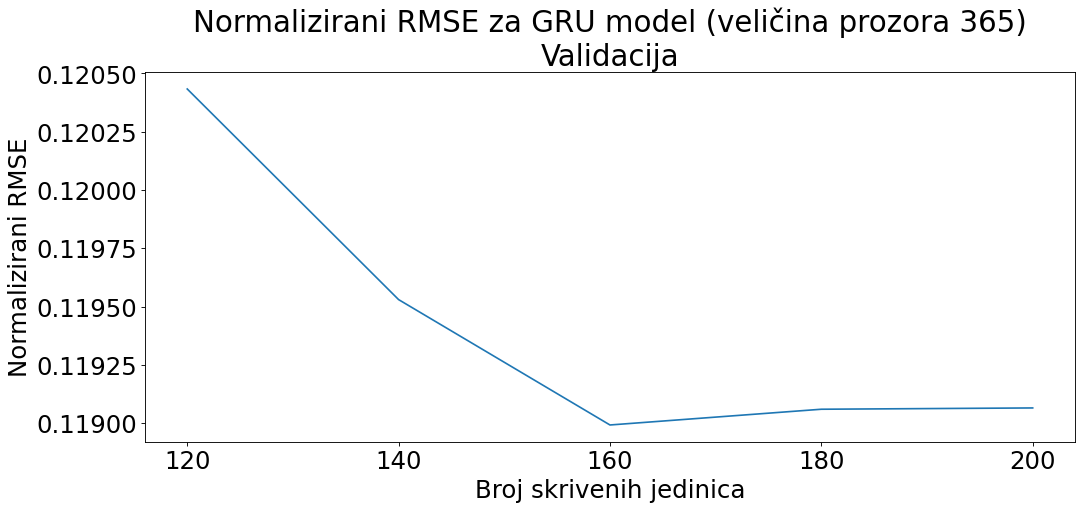 Normalizirani RMSE za GRU model (veličina prozora 365)
Validacija
Normalizirani RMSE
0.12050
0.12025
0.12000
0.11975
0.11950
0.11925
0.11900
120 140 160 180 200
Broj skrivenih jedinica